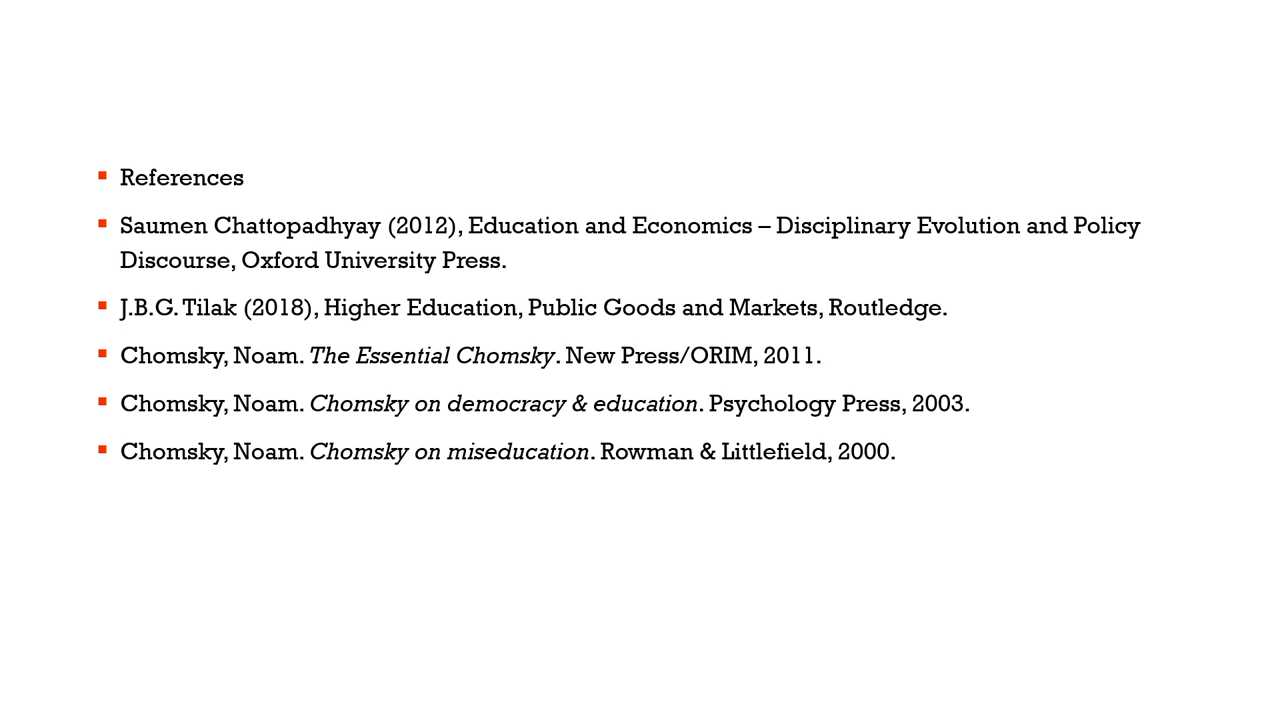 References
Saumen Chattopadhyay (2012), Education and Economics – Disciplinary Evolution and Policy
Discourse, Oxford University Press.
J.B.G. Tilak (2018), Higher Education, Public Goods and Markets, Routledge.
Chomsky, Noam. The Essential Chomsky. New Press/ORIM, 2011.
Chomsky, Noam. Chomsky on democracy & education. Psychology Press, 2003.
Chomsky, Noam. Chomsky on miseducation. Rowman & Littlefield, 2000.